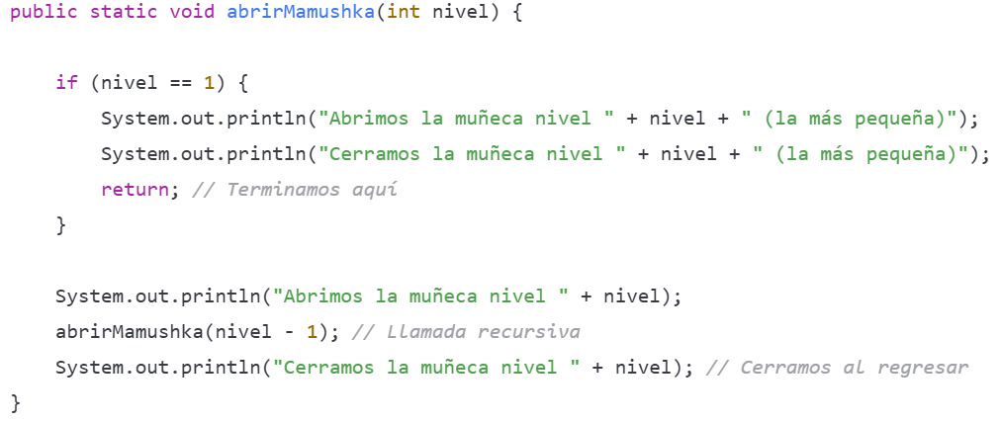 public static void abrirMamushka(int nivel) {
if (nivel == 1) {
System.out.println("Abrimos la muñeca nivel " + nivel + " (la más pequeña)");
System.out.println("Cerramos la muñeca nivel " + nivel + " (la más pequeña)");
return; // Terminamos aquí
}
System.out.println("Abrimos la muñeca nivel " + nivel);
abrirMamushka(nivel - 1); // Llamada recursiva
System.out.println("Cerramos la muñeca nivel " + nivel); // Cerramos al regresar
}